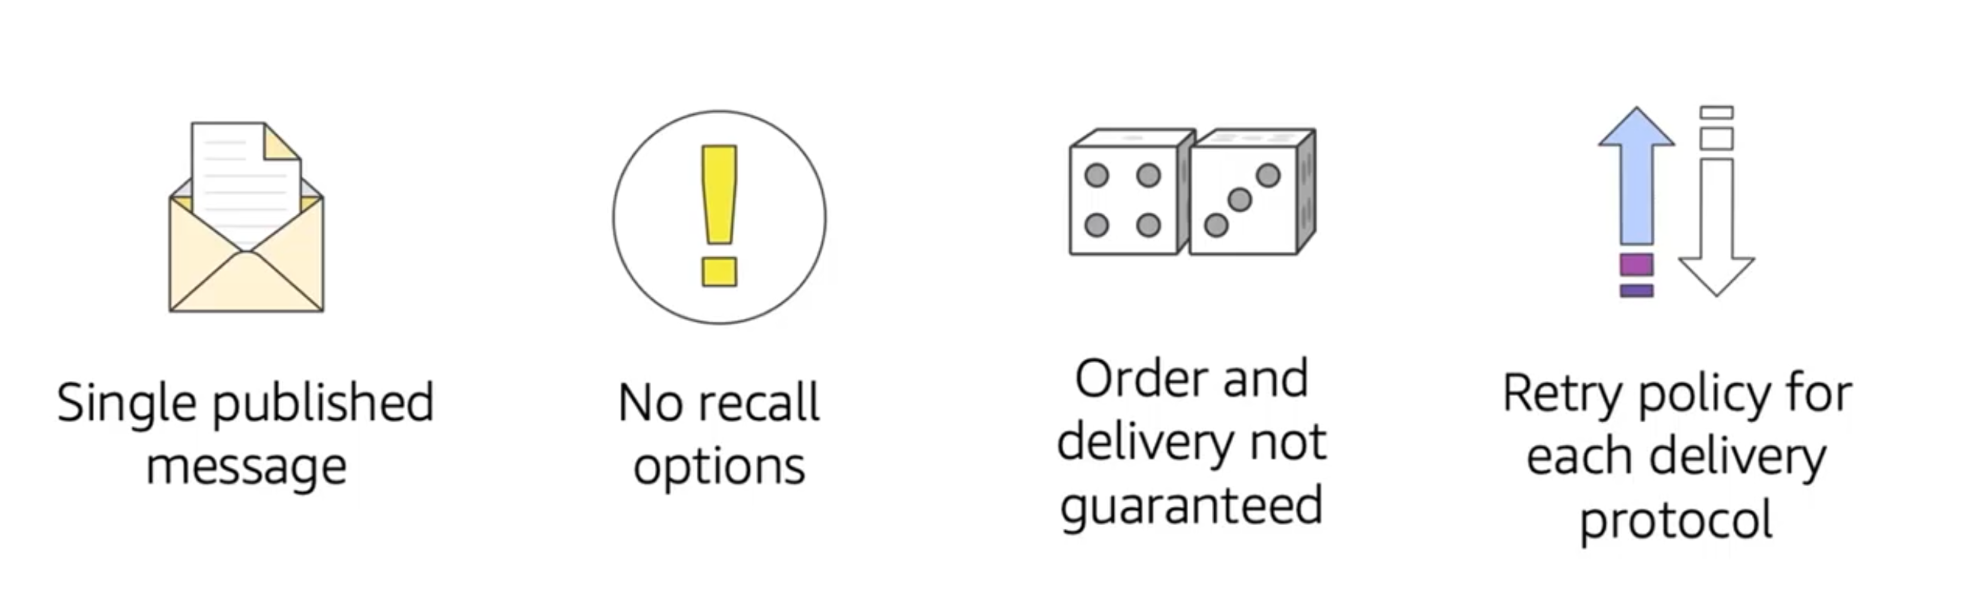 Single published
message
No recall
options
Order and
delivery not
guaranteed
Retry policy for
each delivery
protocol